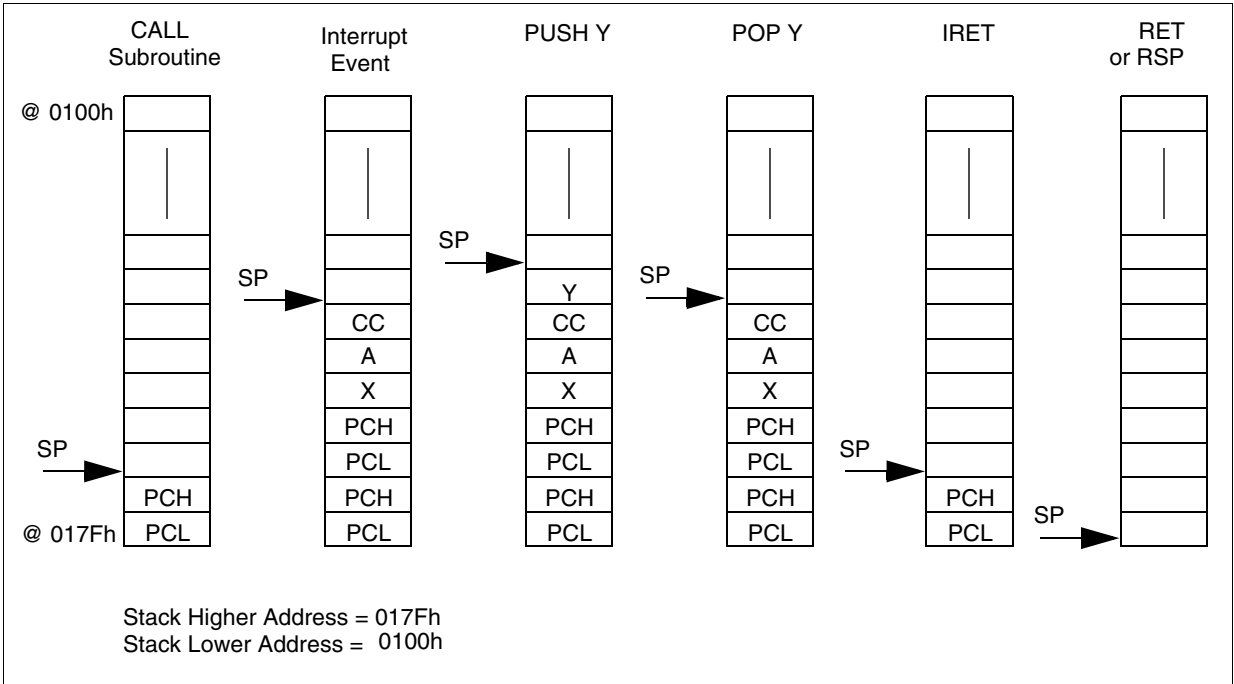 CALL
Subroutine
Interrupt
Event
PUSH Y
POP Y
IRET
RET
or RSP
@ 0100h
SP
SP
SP
Y
CC
CC
CC
A
A
A
X
X
X
PCH
PCH
PCH
SP
SP
PCL
PCL
PCL
PCH
PCH
PCH
PCH
PCH
SP
@ 017Fh
PCL
PCL
PCL
PCL
PCL
Stack Higher Address = 017Fh
Stack Lower Address = 0100h